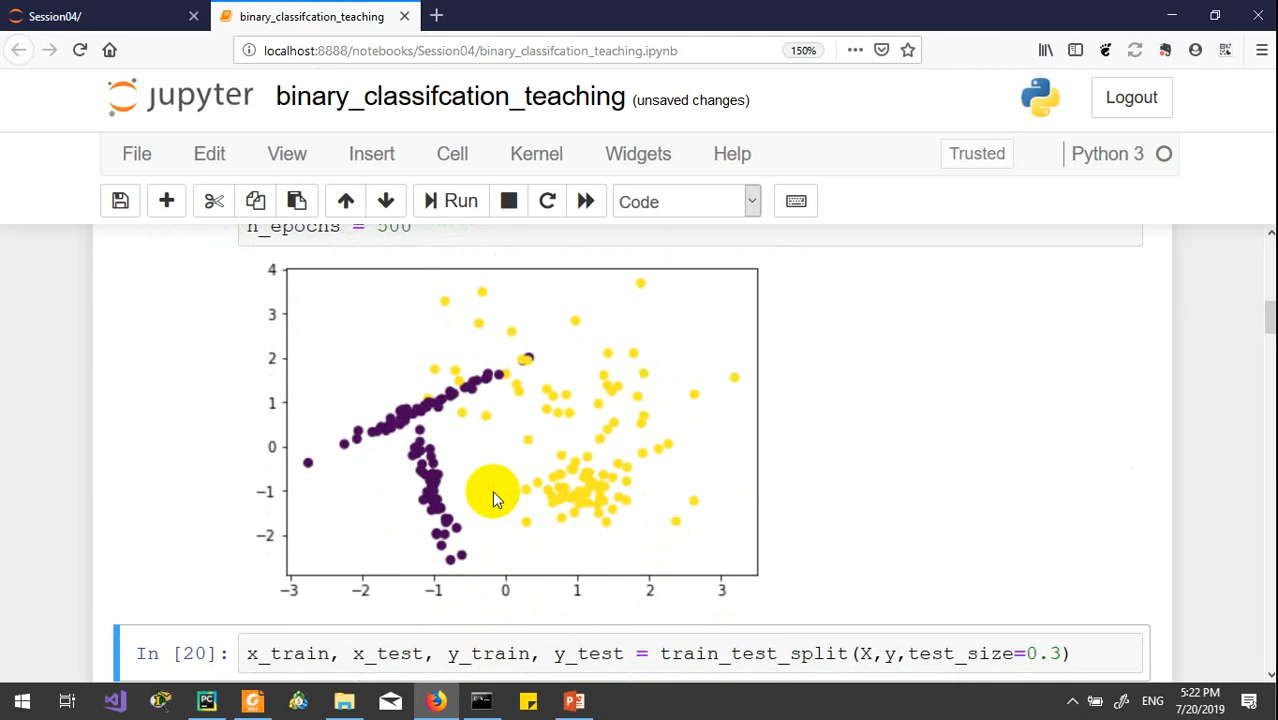 Session04/
binary_classifcation_teaching
localhost:8888/notebooks/Session04/binary_classifcation_teaching.ipynb
150%
jupyter
binary_classifcation_teaching (unsaved changes)
Logout
File Edit View Insert Cell Kernel Widgets Help
Trusted
Python 3
Run
Code
n_epochs = 500
4
3
2
1
0
−1
−2
−3 −2 −1 0 1 2 3
In [20]: x_train, x_test, y_train, y_test = train_test_split(X,y,test_size=0.3)
ENG
5:22 PM
7/20/2019